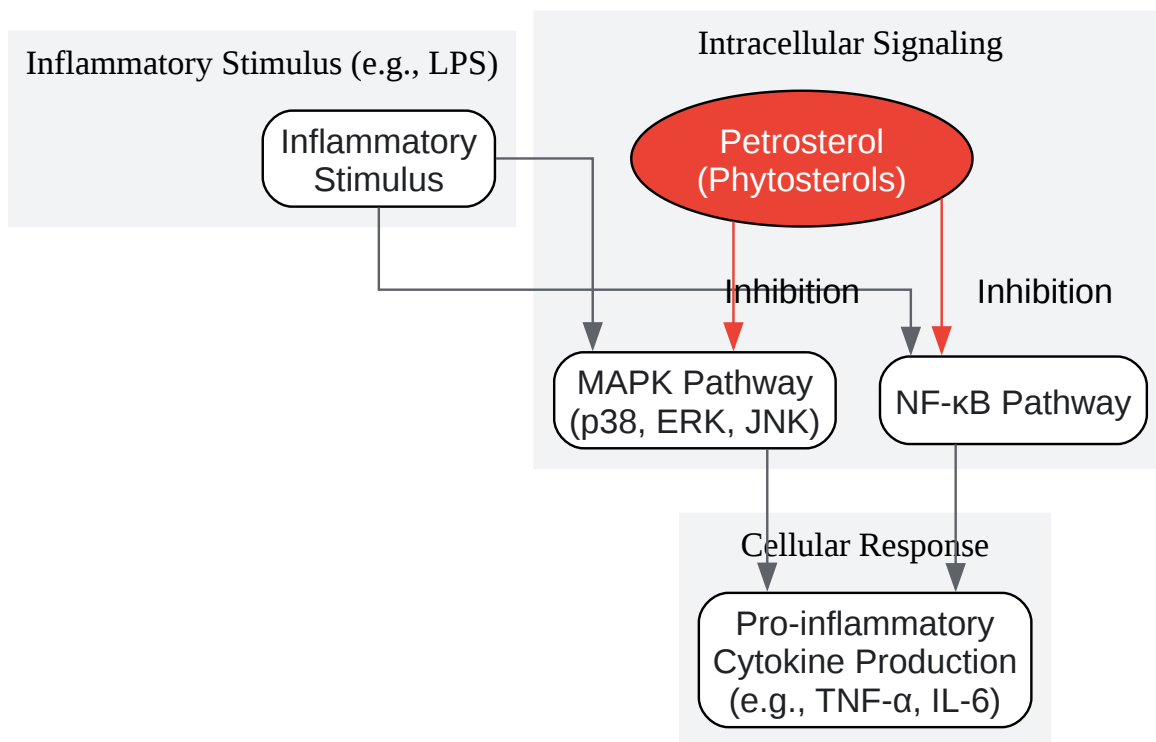 Inflammatory Stimulus (e.g., LPS)
Inflammatory
Stimulus
Intracellular Signaling
Petrosterol
(Phytosterols)
Inhibition
Inhibition
MAPK Pathway
(p38, ERK, JNK)
NF-κB Pathway
Cellular Response
Pro-inflammatory
Cytokine Production
(e.g., TNF-α, IL-6)